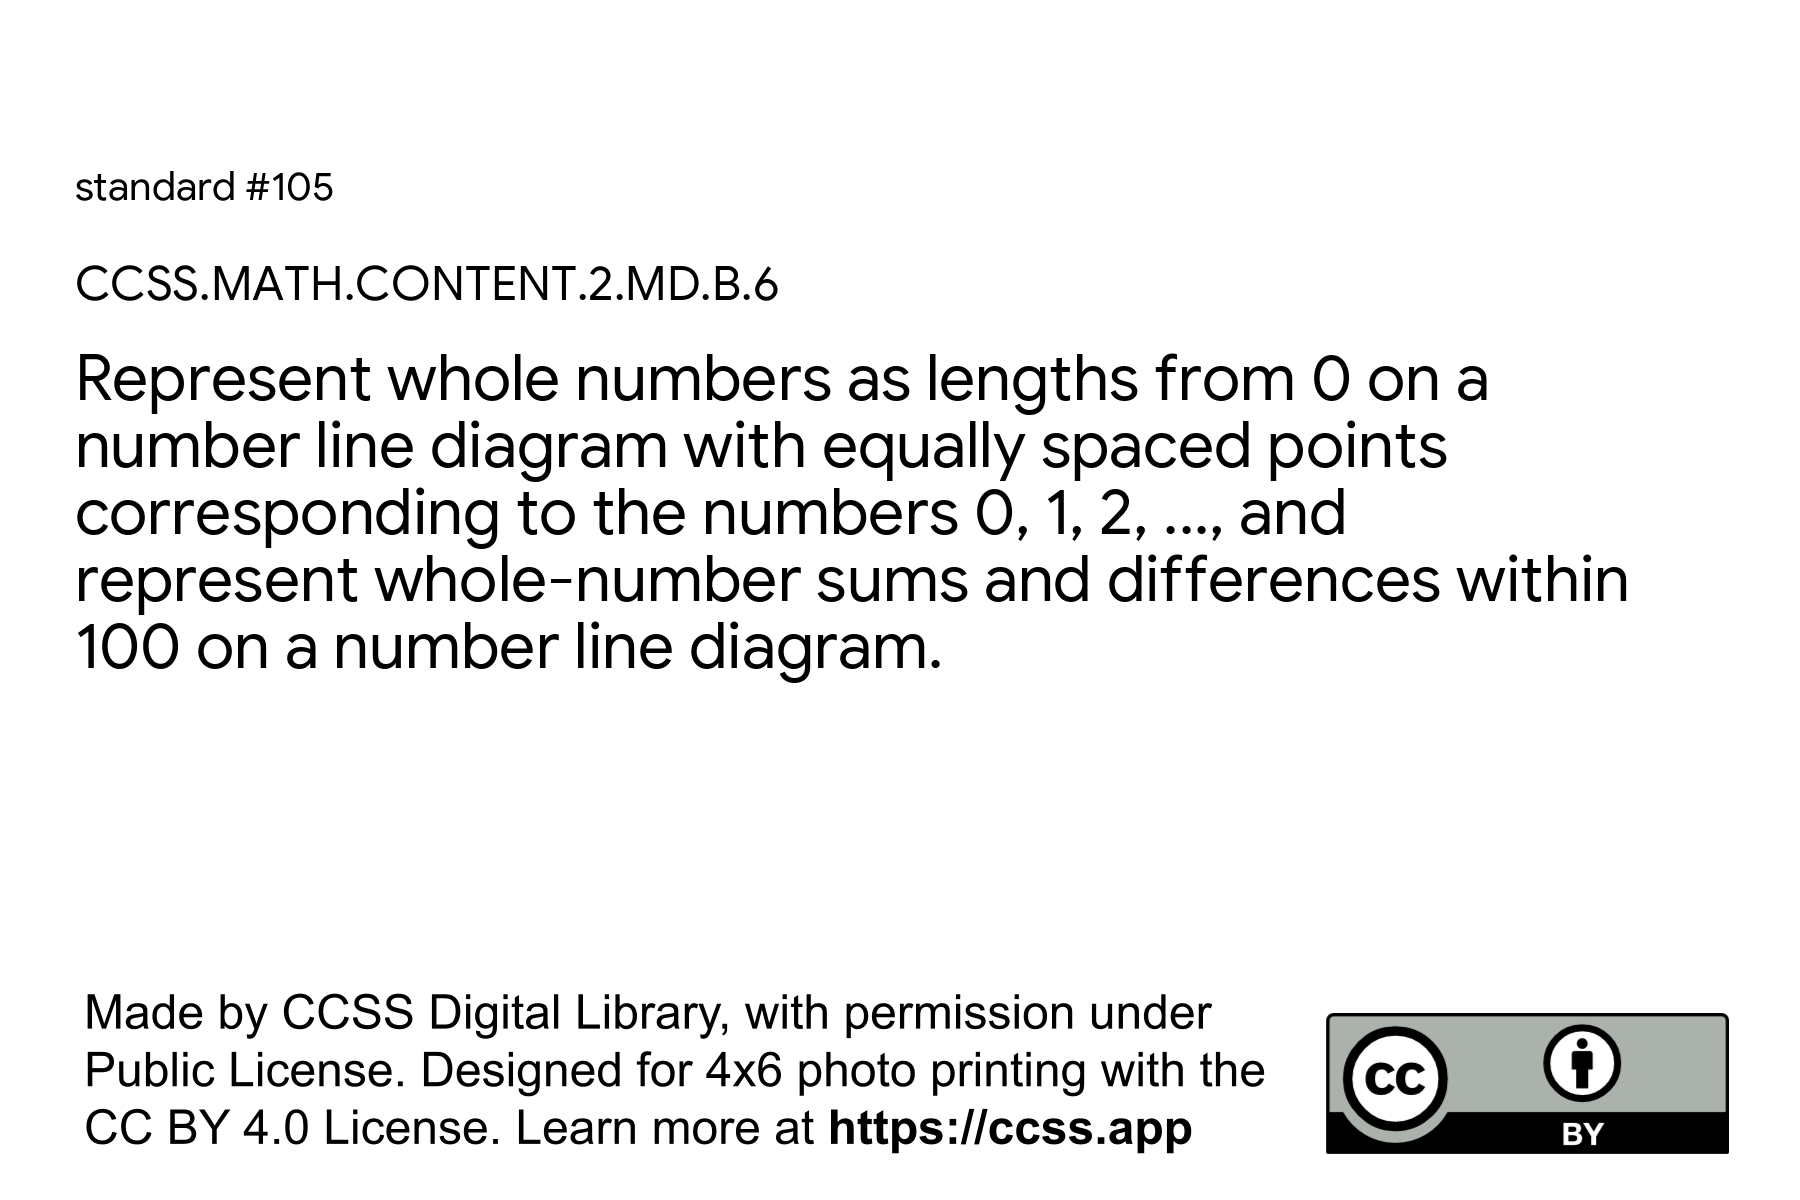 standard #105
CCSS.MATH.CONTENT.2.MD.B.6
Represent whole numbers as lengths from 0 on a
number line diagram with equally spaced points
corresponding to the numbers 0, 1, 2, ..., and
represent whole-number sums and differences within
100 on a number line diagram.
Made by CCSS Digital Library, with permission under
Public License. Designed for 4x6 photo printing with the
CC BY 4.0 License. Learn more at https://ccss.app
cc
BY